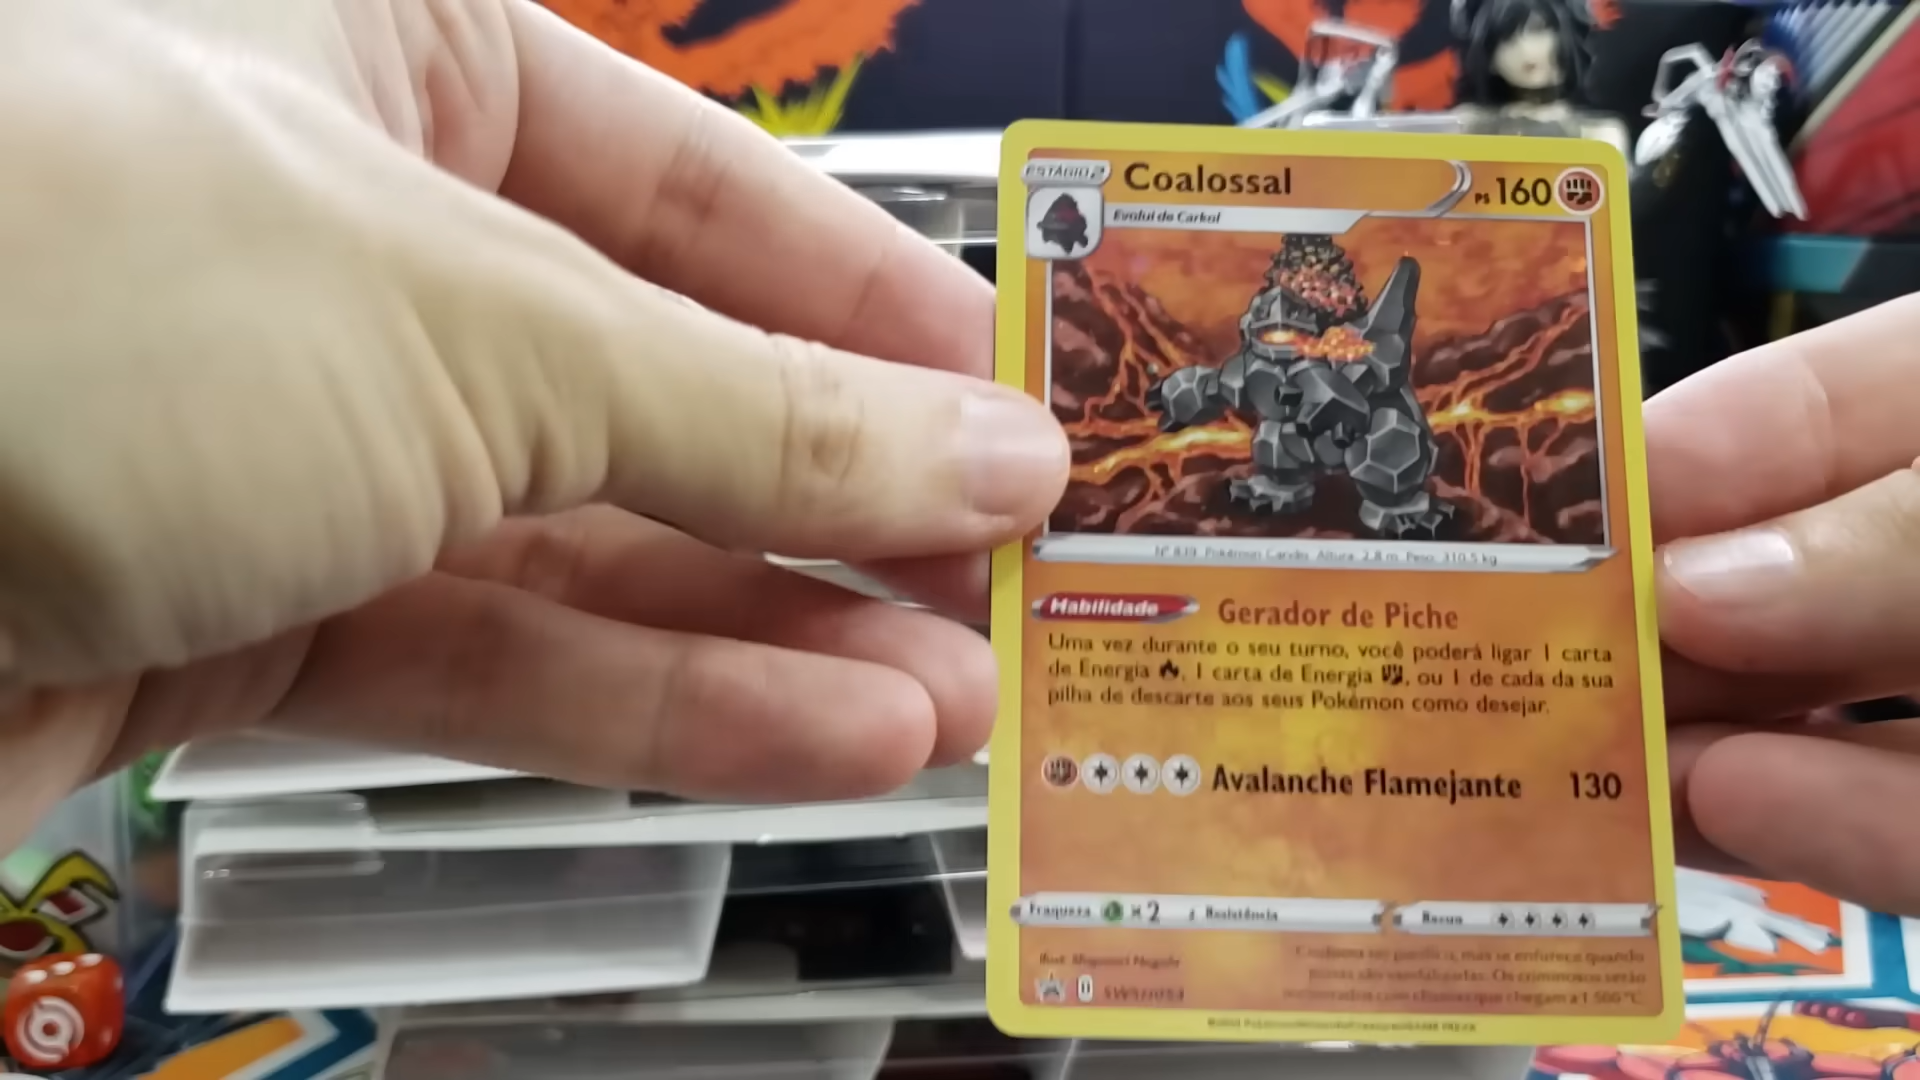 ESTÁGIO 2
Coalossal
PS 160
Evolui de Carkol
Nº 839 Pokémon Carvão Altura: 2,8 m Peso: 310,5 kg
Habilidade Gerador de Piche
Uma vez durante o seu turno, você poderá ligar 1 carta
de Energia , 1 carta de Energia , ou 1 de cada da sua
pilha de descarte aos seus Pokémon como desejar.
Avalanche Flamejante 130
Fraqueza ×2 Resistência Recuo